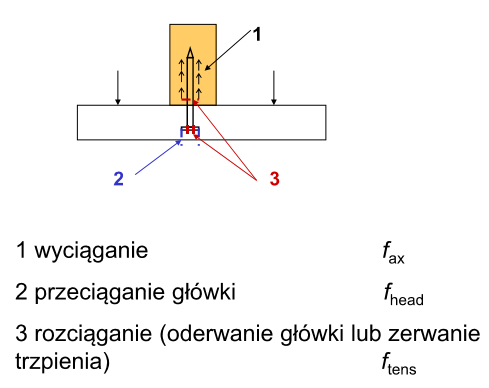 1
2
3
1 wyciąganie fax
2 przeciąganie główki fhead
3 rozciąganie (oderwanie główki lub zerwanie
trzpienia) ftens